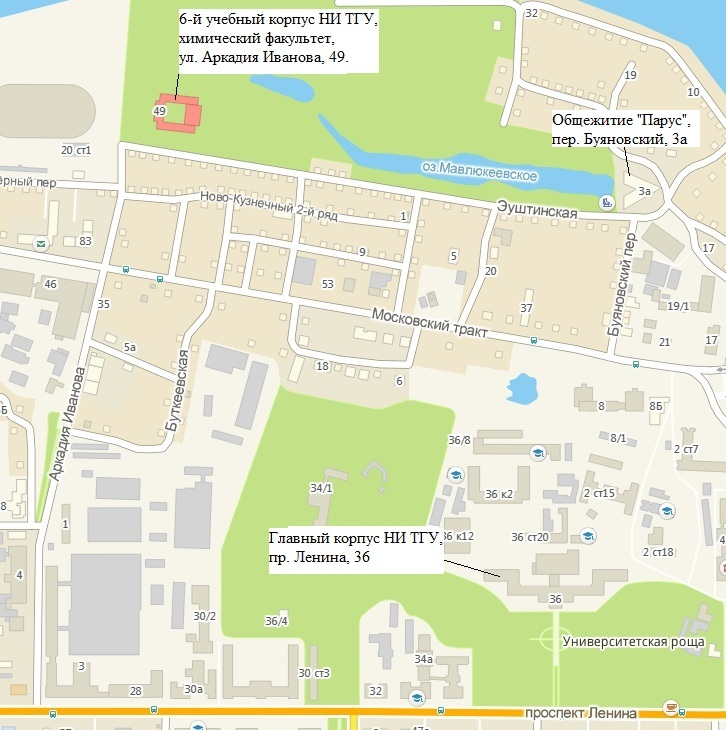 6-й учебный корпус НИ ТГУ,
химический факультет,
ул. Аркадия Иванова, 49.
32
19
10
49
Общежитие "Парус",
пер. Буяновский, 3а
20 ст1
оз.Мавлюкеевское
ёрный пер
3а
Ново-Кузнечный 2-й ряд
1
Эуштинская
83
9
5
17
46
53
20
Буяновский пер
35
37
19/1
Московский тракт
21
17
5а
18
6
Буткеевская
Аркадия Иванова
8
8Б
8/1
36/8
2 ст7
34/1
36 к2
2 ст15
8
1
Главный корпус НИ ТГУ,
пр. Ленина, 36
36 к12
36 ст20
2 ст18
4
36
30/2
36/4
Университетская роща
3
34а
28
30а
30 ст3
32
проспект Ленина